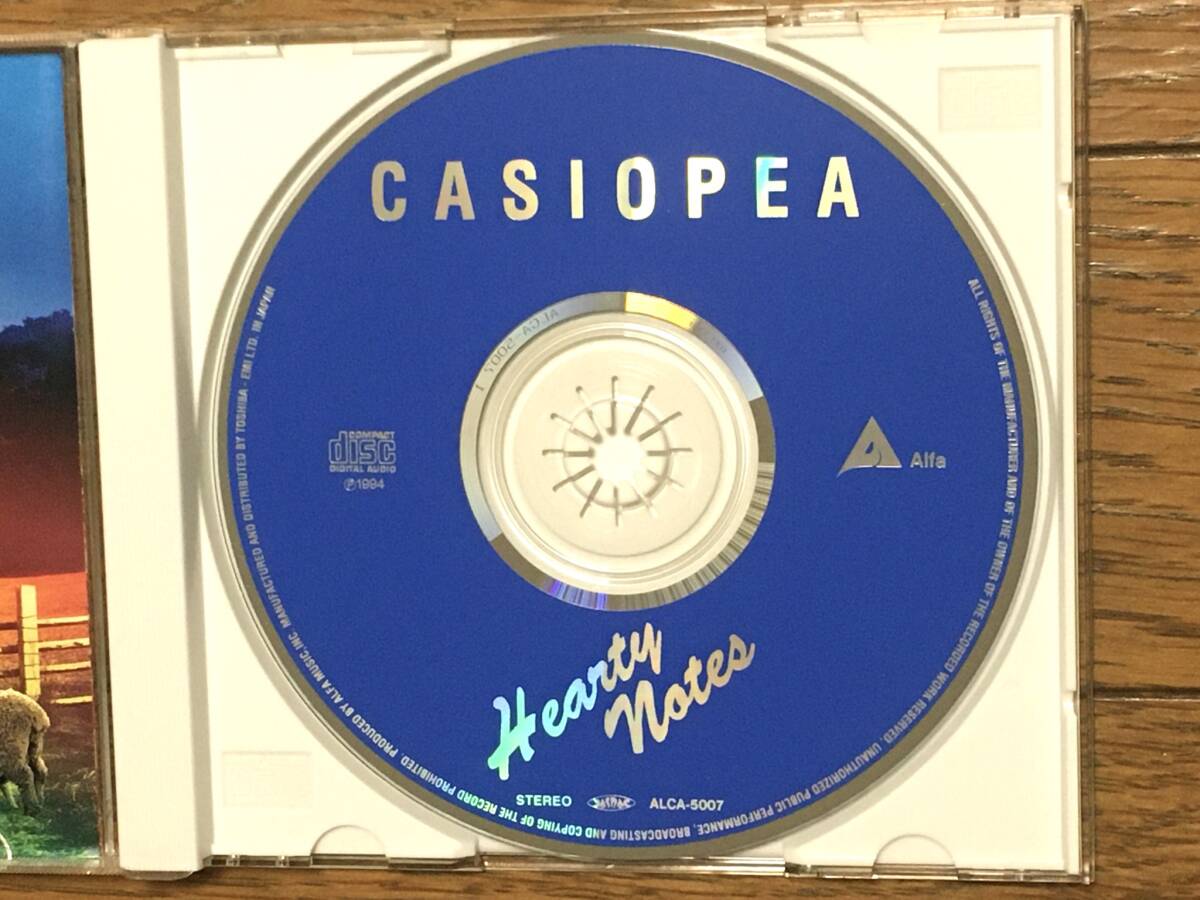 CASIOPEA
ALCA-5007 1
COMPACT
disc
DIGITAL AUDIO
Ⓟ1994
Alfa
Hearty
Notes
STEREO
ALCA-5007
ALL RIGHTS OF THE MANUFACTURER AND OF THE OWNER OF THE RECORDED WORK RESERVED. UNAUTHORIZED PUBLIC PERFORMANCE, BROADCASTING AND COPYING OF THE RECORD PROHIBITED. PRODUCED BY ALFA MUSIC, INC. MANUFACTURED AND DISTRIBUTED BY TOSHIBA - EMI LTD. IN JAPAN